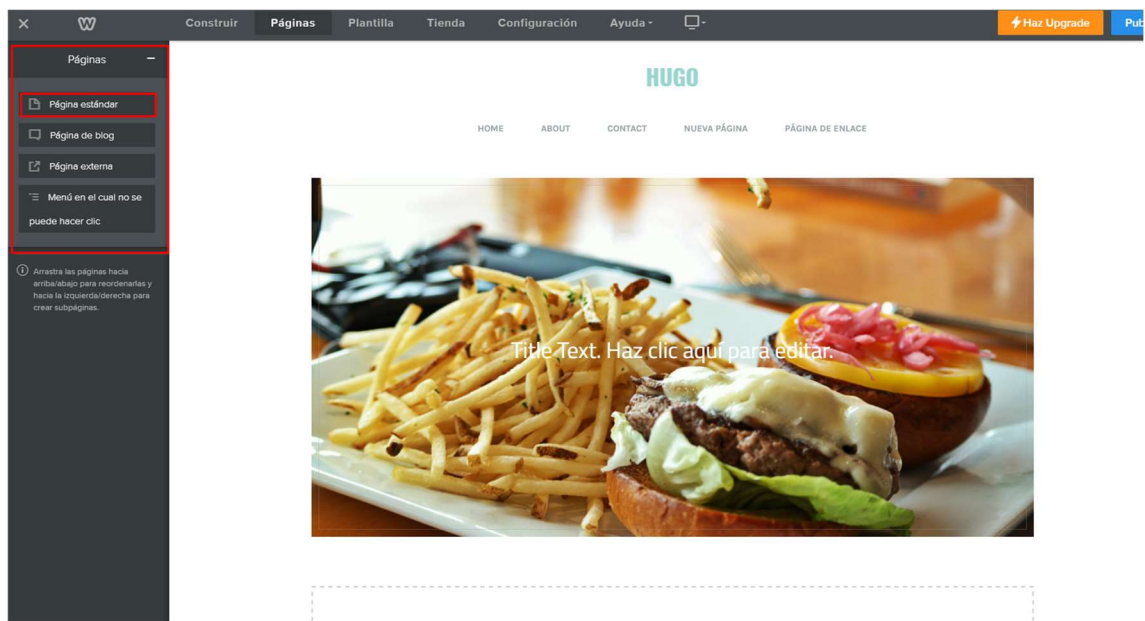 Construir Páginas Plantilla Tienda Configuración Ayuda
Haz Upgrade
Páginas
Página estándar
Página de blog
Página externa
Menú en el cual no se
puede hacer clic
Arrastra las páginas hacia
arriba/abajo para reordenarlas y
hacia la izquierda/derecha para
crear subpáginas.
HUGO
HOME ABOUT CONTACT NUEVA PÁGINA PÁGINA DE ENLACE
Title Text. Haz clic aquí para editar.